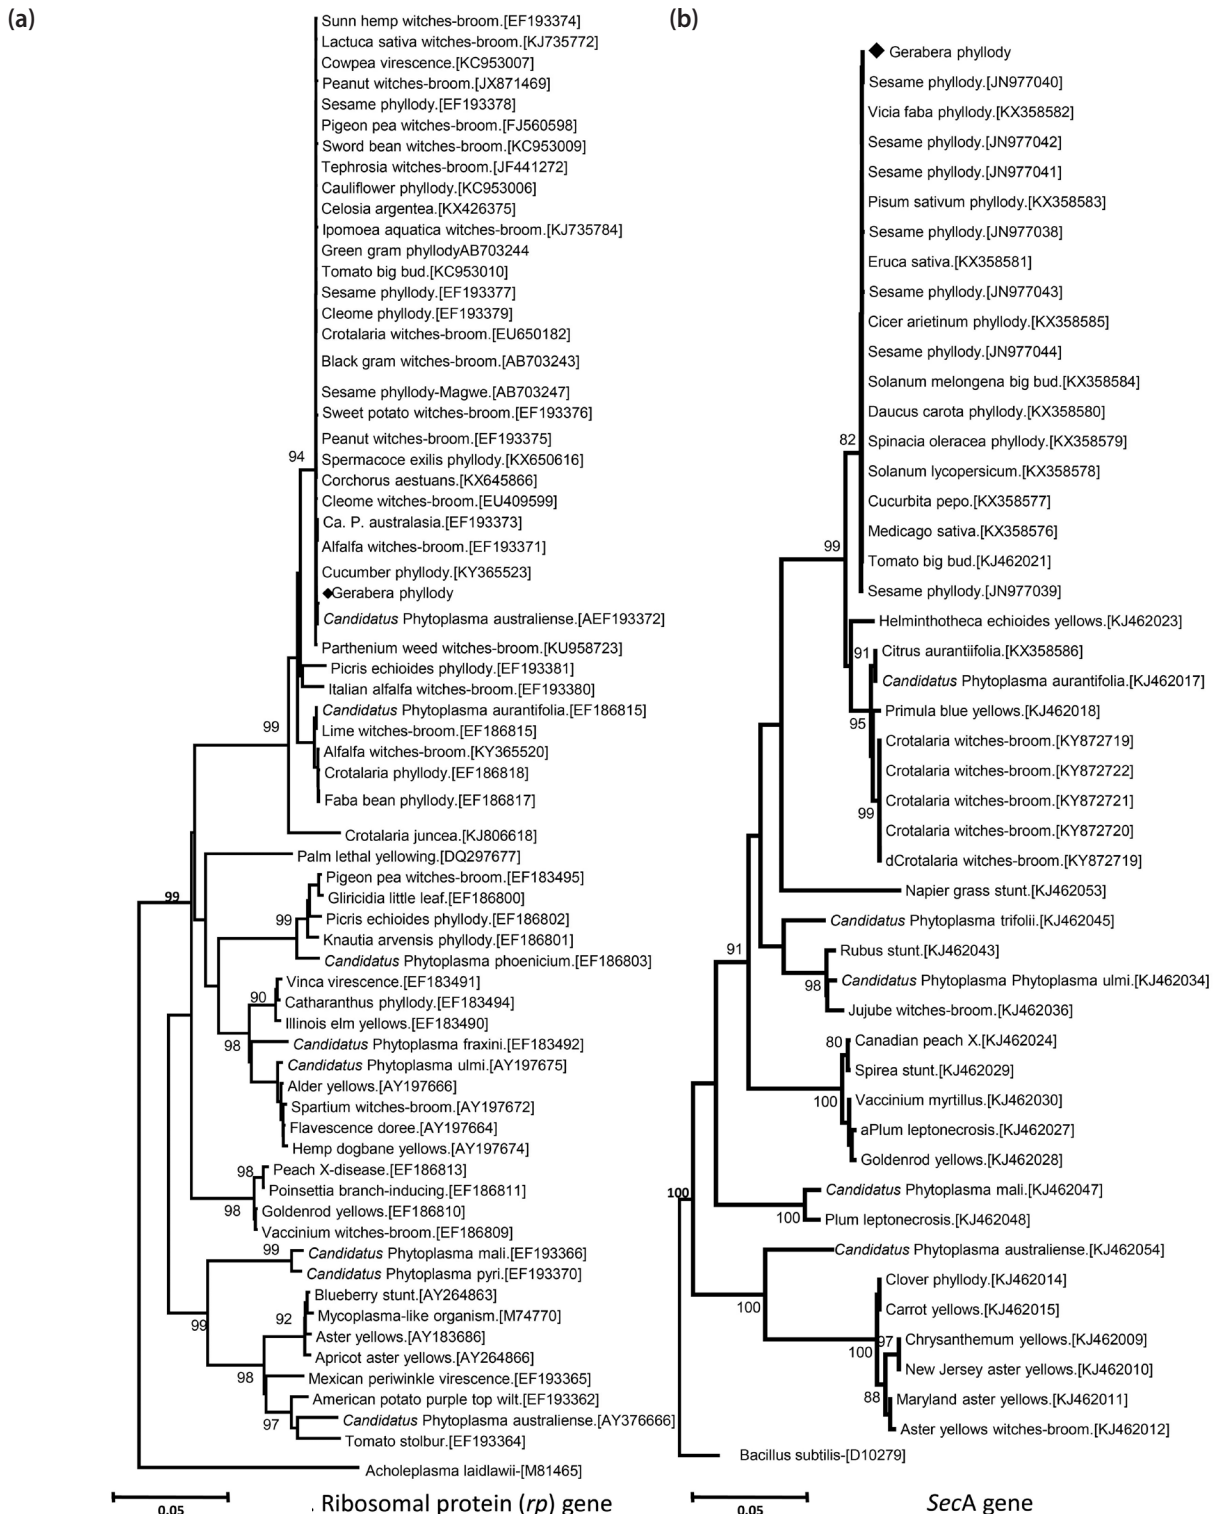 (a)
Sunn hemp witches-broom.[EF193374]
Lactuca sativa witches-broom.[KJ735772]
Cowpea virescence.[KC953007]
Peanut witches-broom.[JX871469]
Sesame phyllody.[EF193378]
Pigeon pea witches-broom.[FJ560598]
Sword bean witches-broom.[KC953009]
Tephrosia witches-broom.[JF441272]
Cauliflower phyllody.[KC953006]
Celosia argentea.[KX426375]
Ipomoea aquatica witches-broom.[KJ735784]
Green gram phyllodyAB703244
Tomato big bud.[KC953010]
Sesame phyllody.[EF193377]
Cleome phyllody.[EF193379]
Crotalaria witches-broom.[EU650182]
Black gram witches-broom.[AB703243]
Sesame phyllody-Magwe.[AB703247]
Sweet potato witches-broom.[EF193376]
Peanut witches-broom.[EF193375]
94
Spermacoce exilis phyllody.[KX650616]
Corchorus aestuans.[KX645866]
Cleome witches-broom.[EU409599]
Ca. P. australasia.[EF193373]
Alfalfa witches-broom.[EF193371]
Cucumber phyllody.[KY365523]
◆Gerabera phyllody
Candidatus Phytoplasma australiense.[AEF193372]
Parthenium weed witches-broom.[KU958723]
Picris echioides phyllody.[EF193381]
Italian alfalfa witches-broom.[EF193380]
Candidatus Phytoplasma aurantifolia.[EF186815]
99
Lime witches-broom.[EF186815]
Alfalfa witches-broom.[KY365520]
Crotalaria phyllody.[EF186818]
Faba bean phyllody.[EF186817]
Crotalaria juncea.[KJ806618]
Palm lethal yellowing.[DQ297677]
Pigeon pea witches-broom.[EF183495]
99
Gliricidia little leaf.[EF186800]
99
Picris echioides phyllody.[EF186802]
Knautia arvensis phyllody.[EF186801]
Candidatus Phytoplasma phoenicium.[EF186803]
Vinca virescence.[EF183491]
90
Catharanthus phyllody.[EF183494]
Illinois elm yellows.[EF183490]
98
Candidatus Phytoplasma fraxini.[EF183492]
Candidatus Phytoplasma ulmi.[AY197675]
Alder yellows.[AY197666]
Spartium witches-broom.[AY197672]
Flavescence doree.[AY197664]
Hemp dogbane yellows.[AY197674]
98
Peach X-disease.[EF186813]
Poinsettia branch-inducing.[EF186811]
98
Goldenrod yellows.[EF186810]
Vaccinium witches-broom.[EF186809]
99
Candidatus Phytoplasma mali.[EF193366]
Candidatus Phytoplasma pyri.[EF193370]
Blueberry stunt.[AY264863]
92
Mycoplasma-like organism.[M74770]
99
Aster yellows.[AY183686]
Apricot aster yellows.[AY264866]
98
Mexican periwinkle virescence.[EF193365]
American potato purple top wilt.[EF193362]
97
Candidatus Phytoplasma australiense.[AY376666]
Tomato stolbur.[EF193364]
Acholeplasma laidlawii-[M81465]
0.05
. Ribosomal protein (rp) gene
(b)
◆ Gerabera phyllody
Sesame phyllody.[JN977040]
Vicia faba phyllody.[KX358582]
Sesame phyllody.[JN977042]
Sesame phyllody.[JN977041]
Pisum sativum phyllody.[KX358583]
Sesame phyllody.[JN977038]
Eruca sativa.[KX358581]
Sesame phyllody.[JN977043]
Cicer arietinum phyllody.[KX358585]
Sesame phyllody.[JN977044]
Solanum melongena big bud.[KX358584]
Daucus carota phyllody.[KX358580]
82
Spinacia oleracea phyllody.[KX358579]
Solanum lycopersicum.[KX358578]
Cucurbita pepo.[KX358577]
Medicago sativa.[KX358576]
99
Tomato big bud.[KJ462021]
Sesame phyllody.[JN977039]
Helminthotheca echioides yellows.[KJ462023]
91
Citrus aurantiifolia.[KX358586]
Candidatus Phytoplasma aurantifolia.[KJ462017]
Primula blue yellows.[KJ462018]
95
Crotalaria witches-broom.[KY872719]
Crotalaria witches-broom.[KY872722]
Crotalaria witches-broom.[KY872721]
99
Crotalaria witches-broom.[KY872720]
dCrotalaria witches-broom.[KY872719]
Napier grass stunt.[KJ462053]
Candidatus Phytoplasma trifolii.[KJ462045]
91
Rubus stunt.[KJ462043]
98
Candidatus Phytoplasma Phytoplasma ulmi.[KJ462034]
Jujube witches-broom.[KJ462036]
80
Canadian peach X.[KJ462024]
Spirea stunt.[KJ462029]
100
Vaccinium myrtillus.[KJ462030]
aPlum leptonecrosis.[KJ462027]
Goldenrod yellows.[KJ462028]
100
Candidatus Phytoplasma mali.[KJ462047]
100
Plum leptonecrosis.[KJ462048]
Candidatus Phytoplasma australiense.[KJ462054]
Clover phyllody.[KJ462014]
100
Carrot yellows.[KJ462015]
97
Chrysanthemum yellows.[KJ462009]
100
New Jersey aster yellows.[KJ462010]
88
Maryland aster yellows.[KJ462011]
Aster yellows witches-broom.[KJ462012]
Bacillus subtilis-[D10279]
0.05
SecA gene